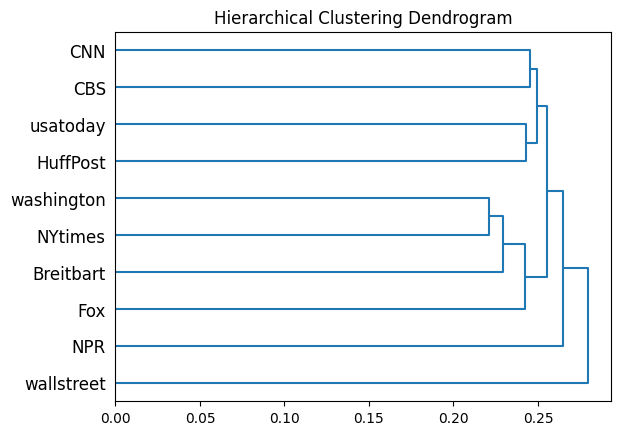 Hierarchical Clustering Dendrogram
CNN
CBS
usatoday
HuffPost
washington
NYtimes
Breitbart
Fox
NPR
wallstreet
0.00 0.05 0.10 0.15 0.20 0.25